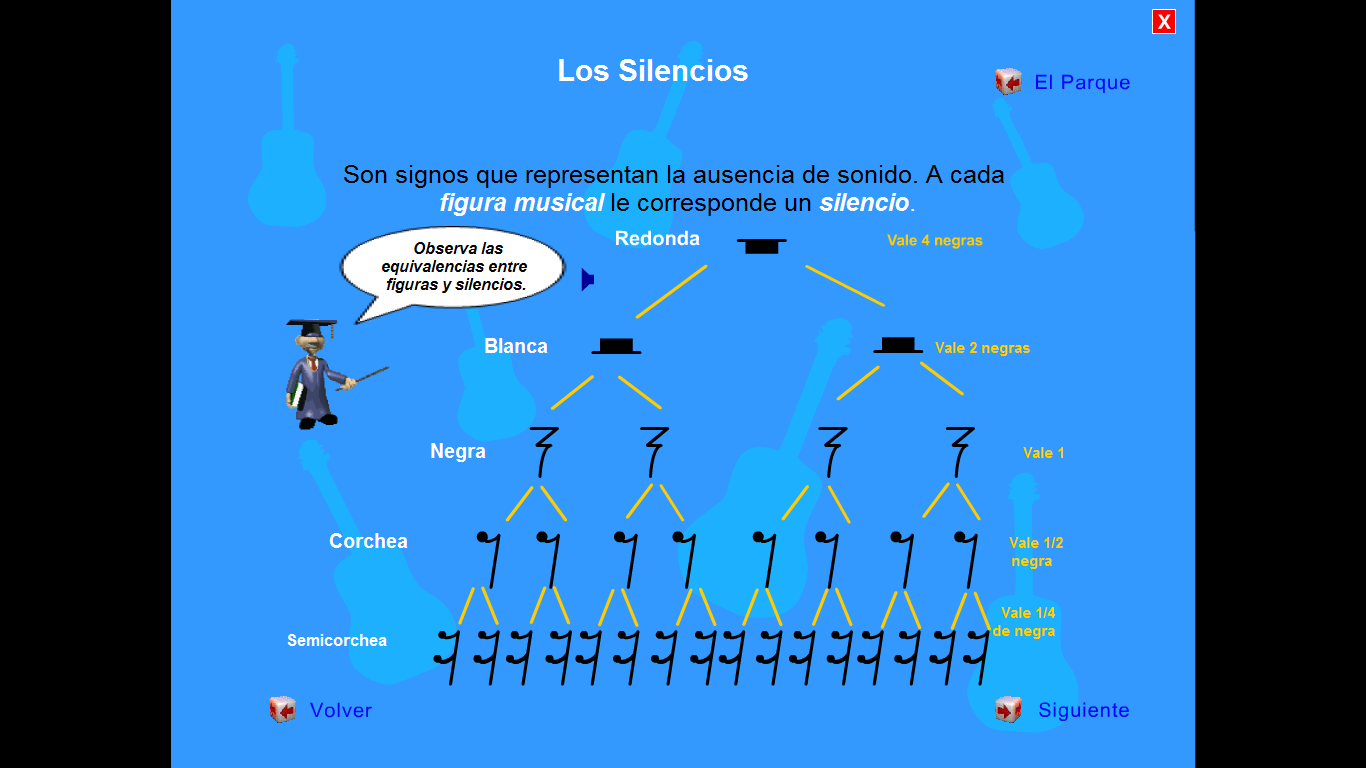 X
Los Silencios
El Parque
Son signos que representan la ausencia de sonido. A cada
figura musical le corresponde un silencio.
Redonda
Vale 4 negras
Observa las
equivalencias entre
figuras y silencios.
Blanca
Vale 2 negras
Negra
Vale 1
Corchea
Vale 1/2
negra
Vale 1/4
de negra
Semicorchea
Volver
Siguiente